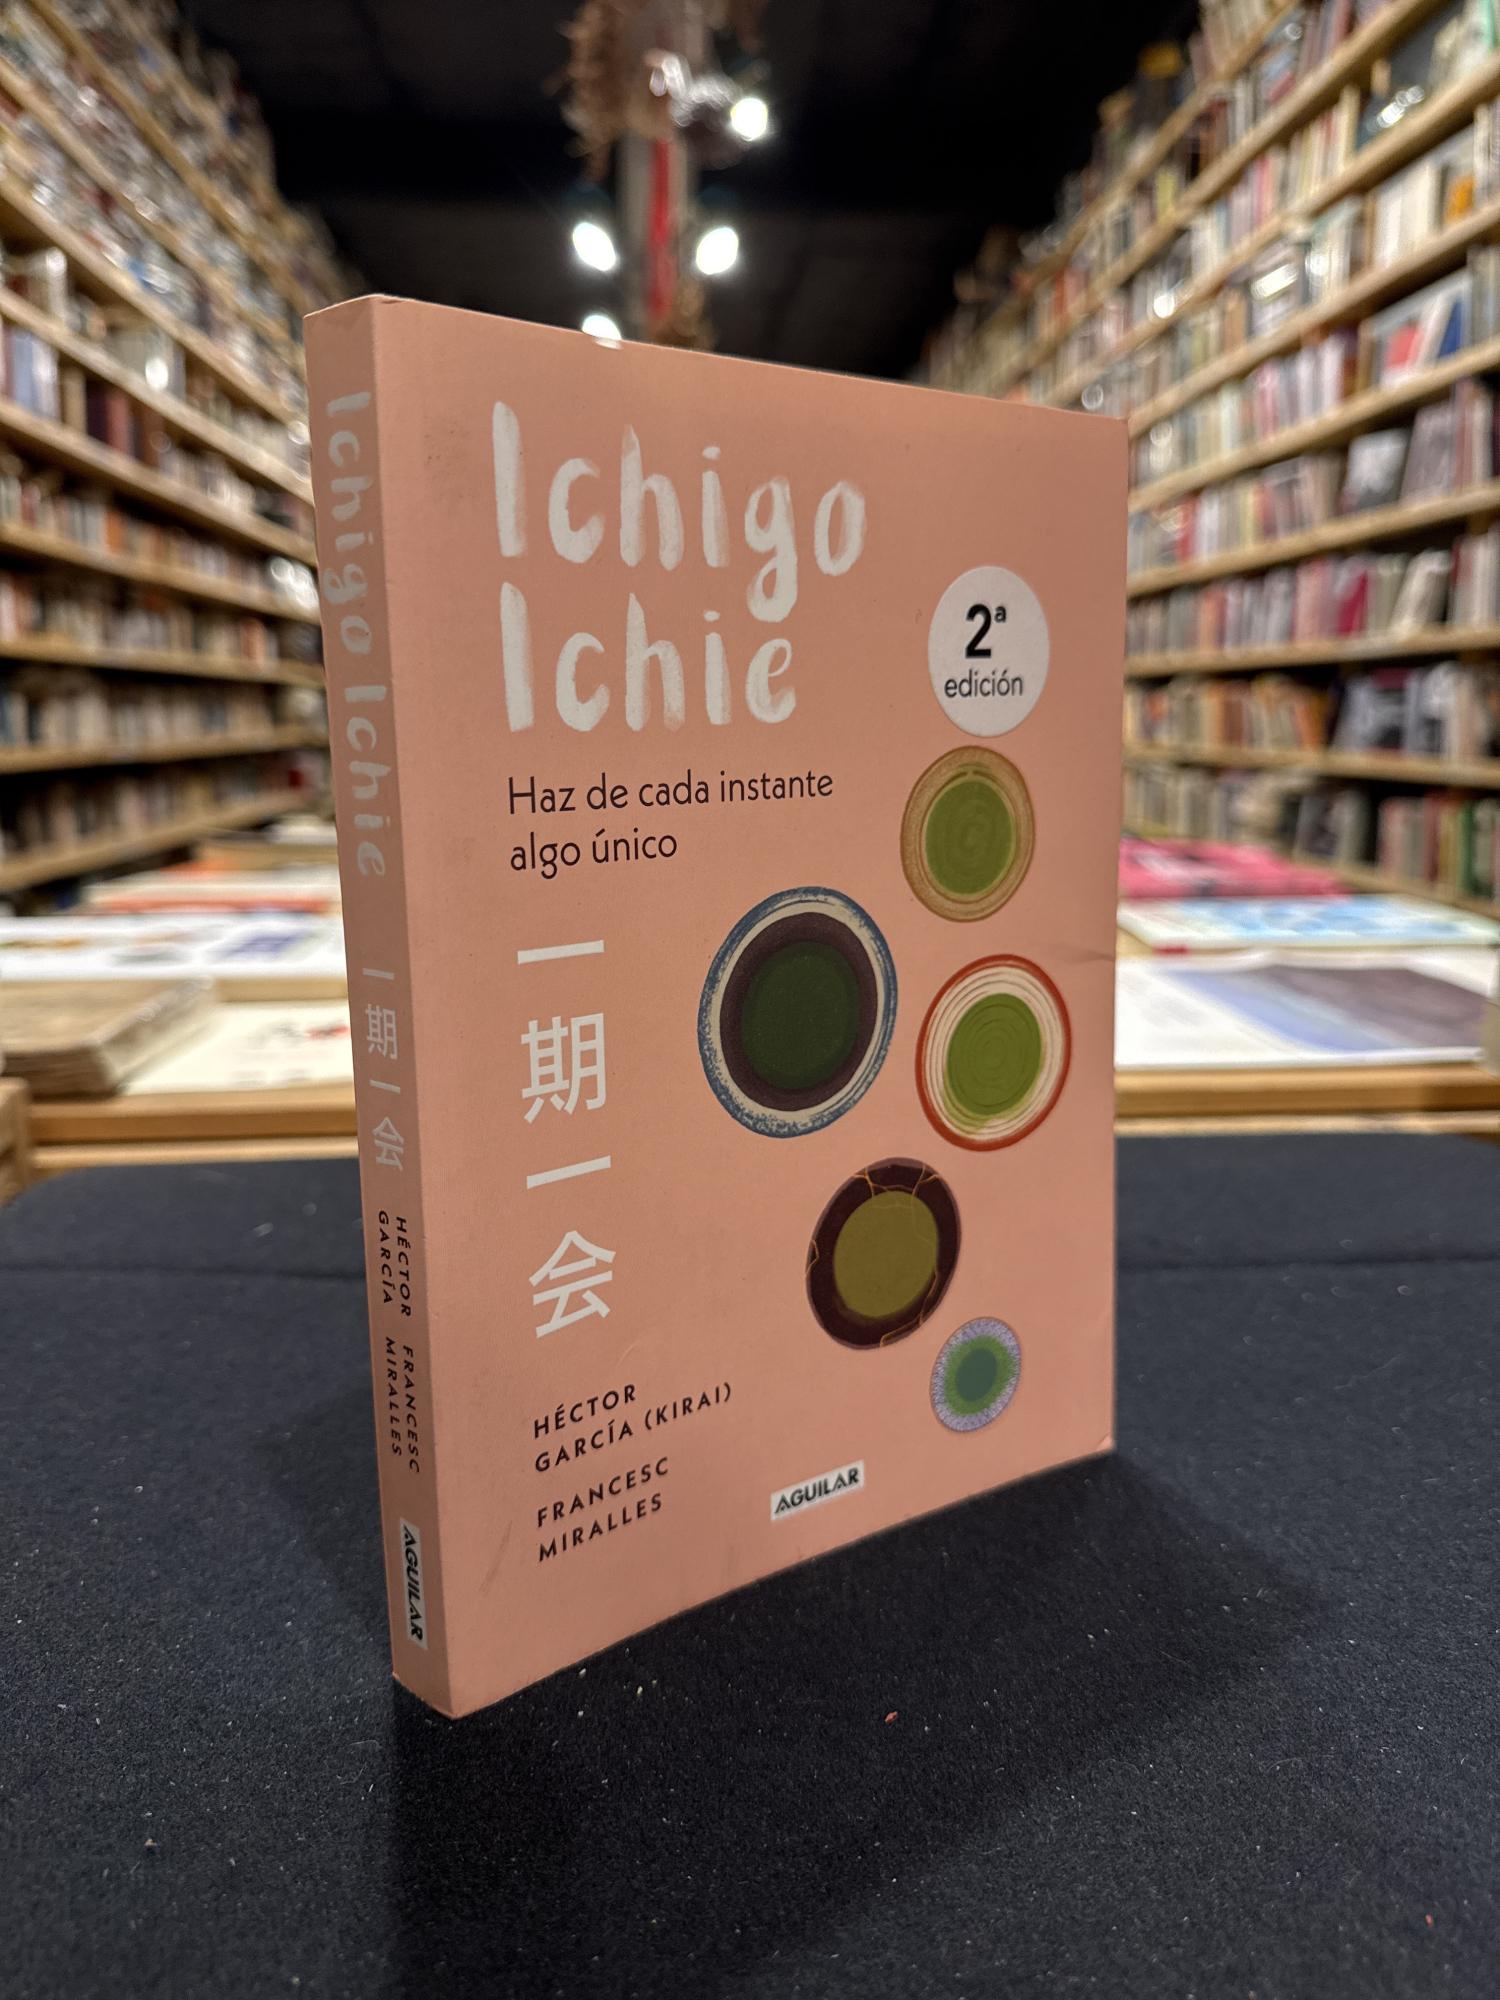 Ichigo Ichie
一期一会
HÉCTOR
GARCÍA
FRANCESC
MIRALLES
AGUILAR
Ichigo
Ichie
2ª
edición
Haz de cada instante
algo único
一
期
一
会
HÉCTOR
GARCÍA (KIRAI)
FRANCESC
MIRALLES
AGUILAR